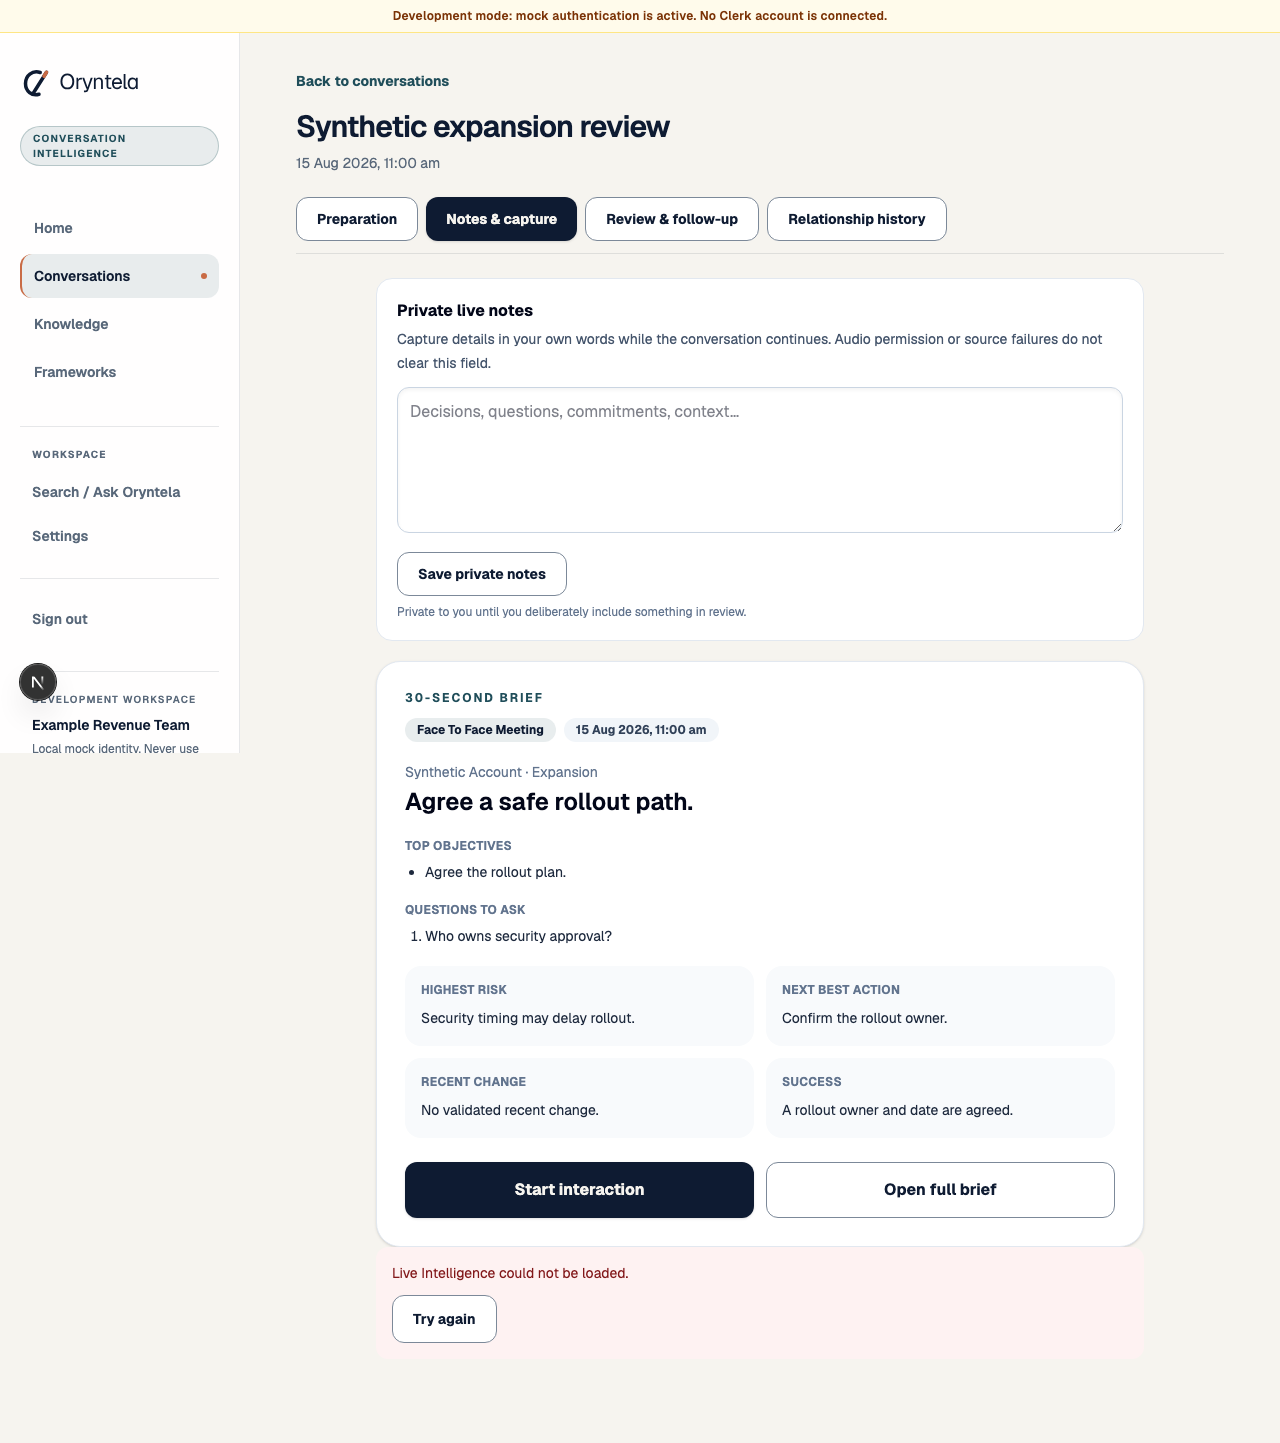 Development mode: mock authentication is active. No Clerk account is connected.
Oryntela
CONVERSATION
INTELLIGENCE
Home
Conversations
Knowledge
Frameworks
WORKSPACE
Search / Ask Oryntela
Settings
Sign out
N
DEVELOPMENT WORKSPACE
Example Revenue Team
Local mock identity. Never use
Back to conversations
Synthetic expansion review
15 Aug 2026, 11:00 am
Preparation
Notes & capture
Review & follow-up
Relationship history
Private live notes
Capture details in your own words while the conversation continues. Audio permission or source failures do not
clear this field.
Decisions, questions, commitments, context...
Save private notes
Private to you until you deliberately include something in review.
30-SECOND BRIEF
Face To Face Meeting
15 Aug 2026, 11:00 am
Synthetic Account · Expansion
Agree a safe rollout path.
TOP OBJECTIVES
• Agree the rollout plan.
QUESTIONS TO ASK
1. Who owns security approval?
HIGHEST RISK
Security timing may delay rollout.
NEXT BEST ACTION
Confirm the rollout owner.
RECENT CHANGE
No validated recent change.
SUCCESS
A rollout owner and date are agreed.
Start interaction
Open full brief
Live Intelligence could not be loaded.
Try again